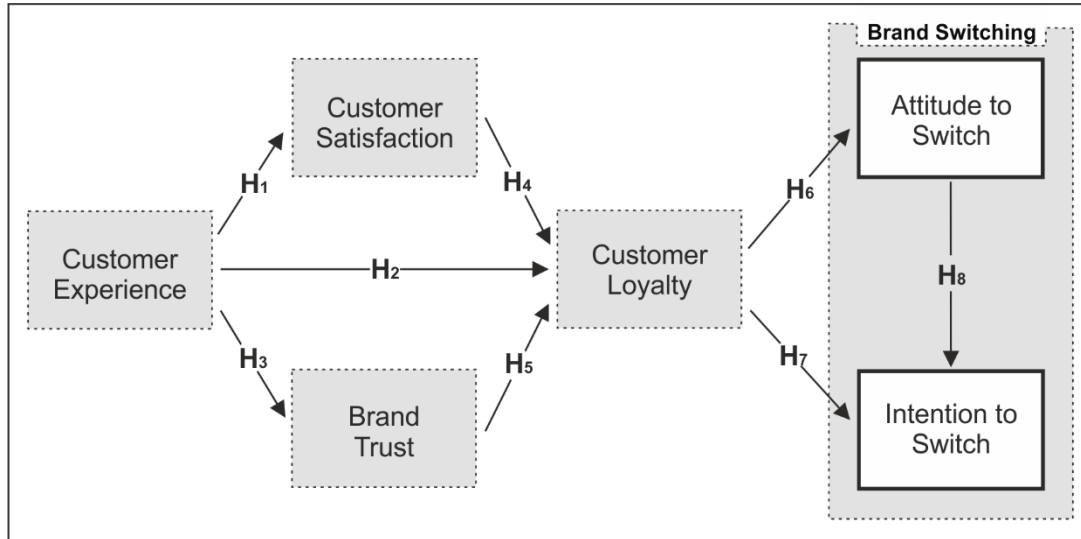 Brand Switching
Customer
Satisfaction
Attitude to
Switch
H1
H4
H6
Customer
Experience
H2
Customer
Loyalty
H8
H3
H5
H7
Brand
Trust
Intention to
Switch